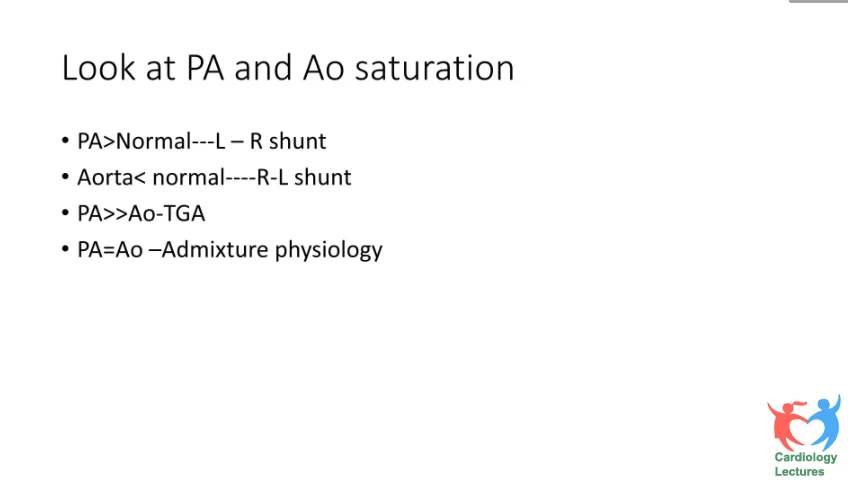 Look at PA and Ao saturation
• PA>Normal---L – R shunt
• Aorta< normal----R-L shunt
• PA>>Ao-TGA
• PA=Ao –Admixture physiology
Cardiology
Lectures